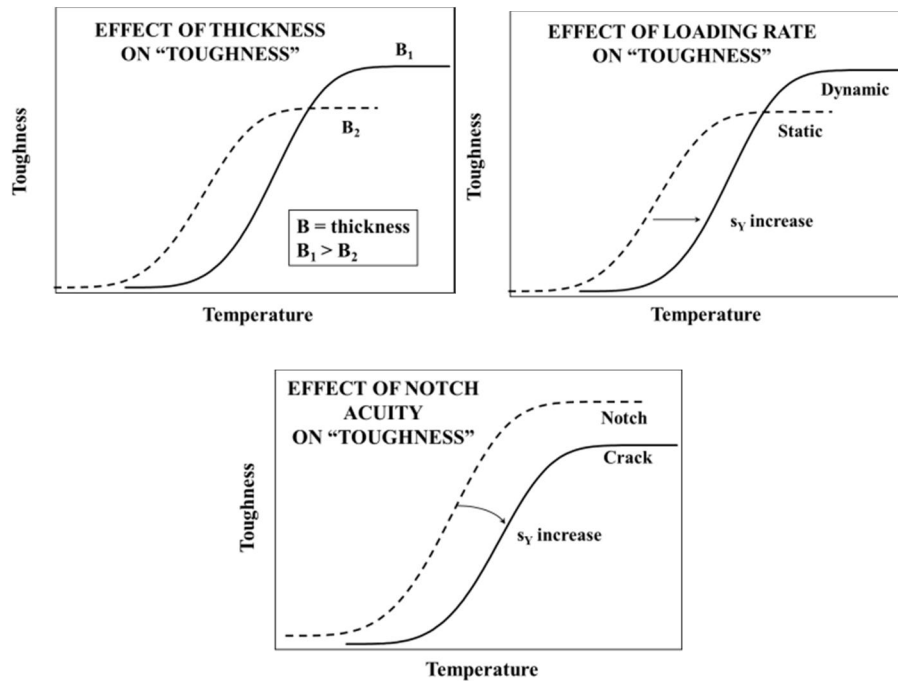 EFFECT OF THICKNESS
ON “TOUGHNESS”
B₁
B₂
B = thickness
B₁ > B₂
Toughness
Temperature
EFFECT OF LOADING RATE
ON “TOUGHNESS”
Dynamic
Static
sY increase
Toughness
Temperature
EFFECT OF NOTCH
ACUITY
ON “TOUGHNESS”
Notch
Crack
sY increase
Toughness
Temperature